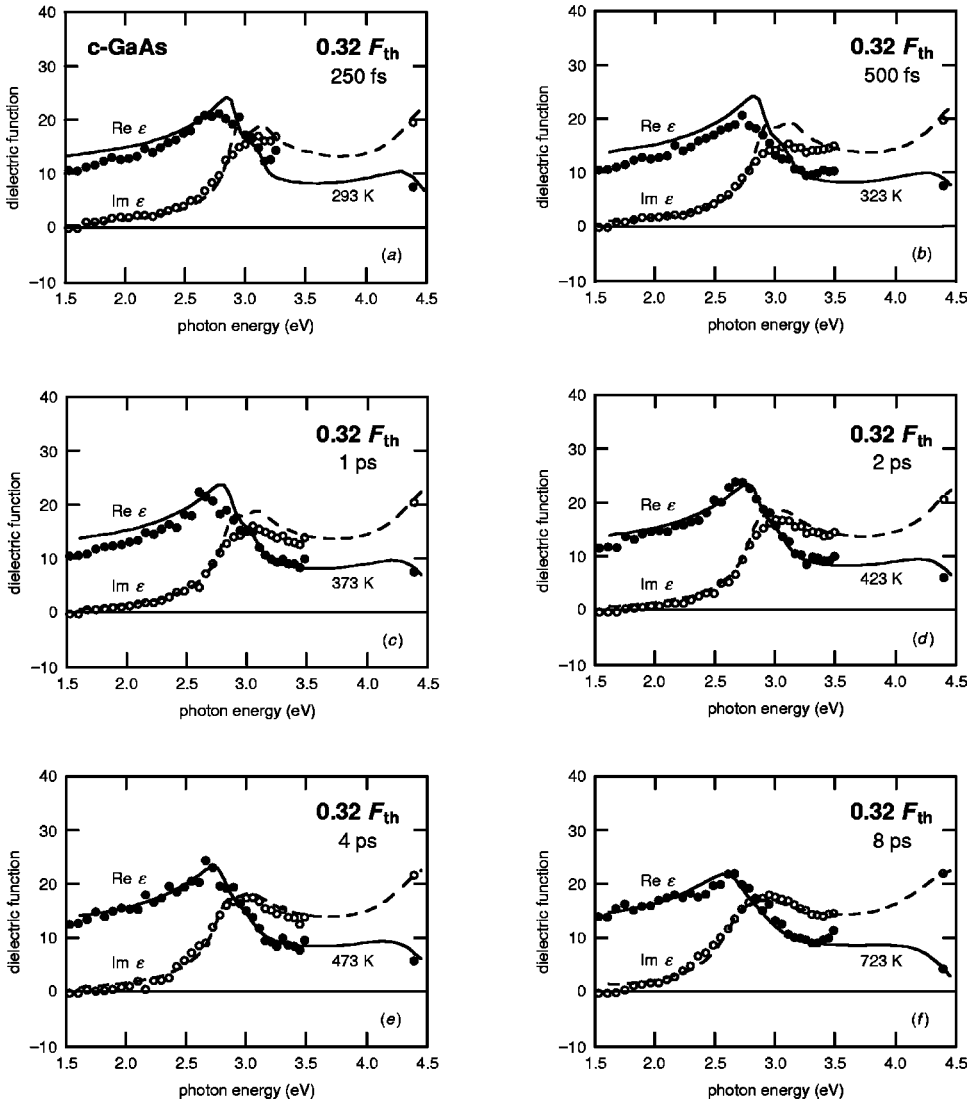 c-GaAs
0.32 Fth
250 fs
Re ε
Im ε
293 K
(a)
dielectric function
40
30
20
10
0
−10
1.5 2.0 2.5 3.0 3.5 4.0 4.5
photon energy (eV)
0.32 Fth
500 fs
Re ε
Im ε
323 K
(b)
dielectric function
40
30
20
10
0
−10
1.5 2.0 2.5 3.0 3.5 4.0 4.5
photon energy (eV)
0.32 Fth
1 ps
Re ε
Im ε
373 K
(c)
dielectric function
40
30
20
10
0
−10
1.5 2.0 2.5 3.0 3.5 4.0 4.5
photon energy (eV)
0.32 Fth
2 ps
Re ε
Im ε
423 K
(d)
dielectric function
40
30
20
10
0
−10
1.5 2.0 2.5 3.0 3.5 4.0 4.5
photon energy (eV)
0.32 Fth
4 ps
Re ε
Im ε
473 K
(e)
dielectric function
40
30
20
10
0
−10
1.5 2.0 2.5 3.0 3.5 4.0 4.5
photon energy (eV)
0.32 Fth
8 ps
Re ε
Im ε
723 K
(f)
dielectric function
40
30
20
10
0
−10
1.5 2.0 2.5 3.0 3.5 4.0 4.5
photon energy (eV)